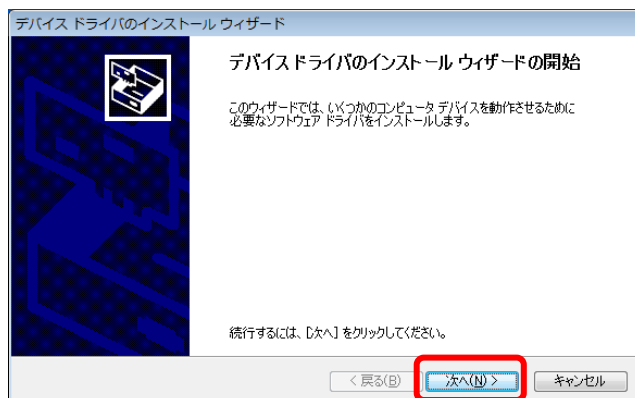 デバイス ドライバのインストール ウィザード
デバイス ドライバのインストール ウィザードの開始
このウィザードでは、いくつかのコンピュータ デバイスを動作させるために
必要なソフトウェア ドライバをインストールします。
続行するには、[次へ] をクリックしてください。
< 戻る(B)
次へ(N) >
キャンセル